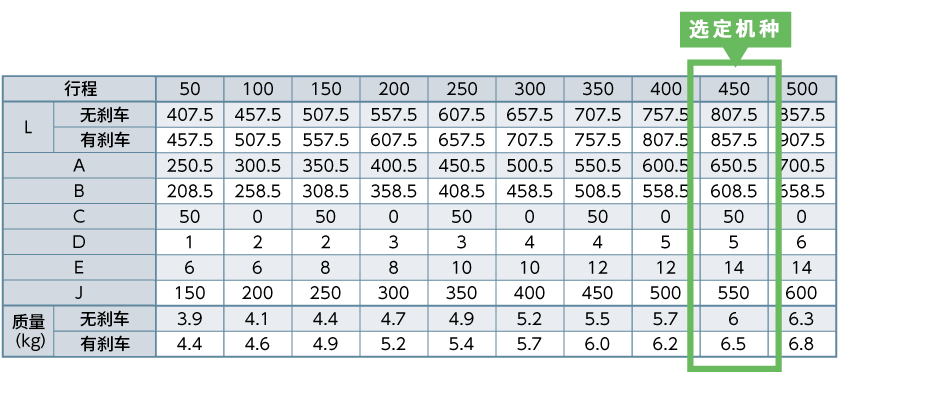 选定机种
行程 50 100 150 200 250 300 350 400 450 500
L 无刹车 407.5 457.5 507.5 557.5 607.5 657.5 707.5 757.5 807.5 857.5
有刹车 457.5 507.5 557.5 607.5 657.5 707.5 757.5 807.5 857.5 907.5
A 250.5 300.5 350.5 400.5 450.5 500.5 550.5 600.5 650.5 700.5
B 208.5 258.5 308.5 358.5 408.5 458.5 508.5 558.5 608.5 658.5
C 50 0 50 0 50 0 50 0 50 0
D 1 2 2 3 3 4 4 5 5 6
E 6 6 8 8 10 10 12 12 14 14
J 150 200 250 300 350 400 450 500 550 600
质量(kg) 无刹车 3.9 4.1 4.4 4.7 4.9 5.2 5.5 5.7 6 6.3
有刹车 4.4 4.6 4.9 5.2 5.4 5.7 6.0 6.2 6.5 6.8